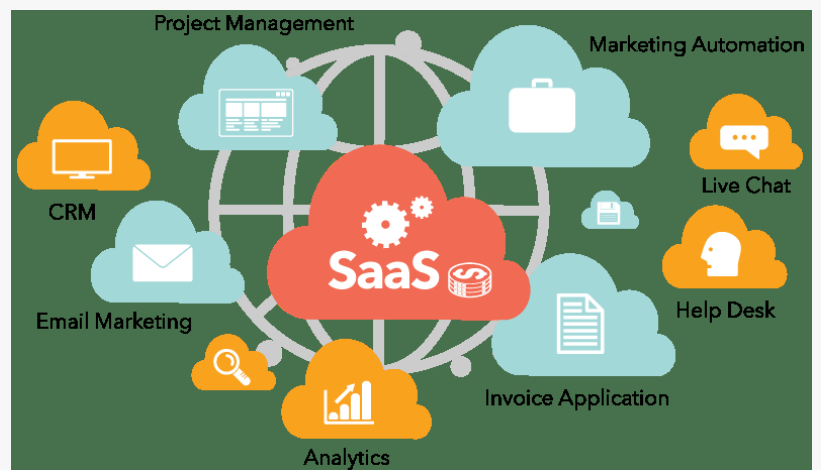 Project Management
Marketing Automation
CRM
Live Chat
SaaS
Email Marketing
Help Desk
Invoice Application
Analytics